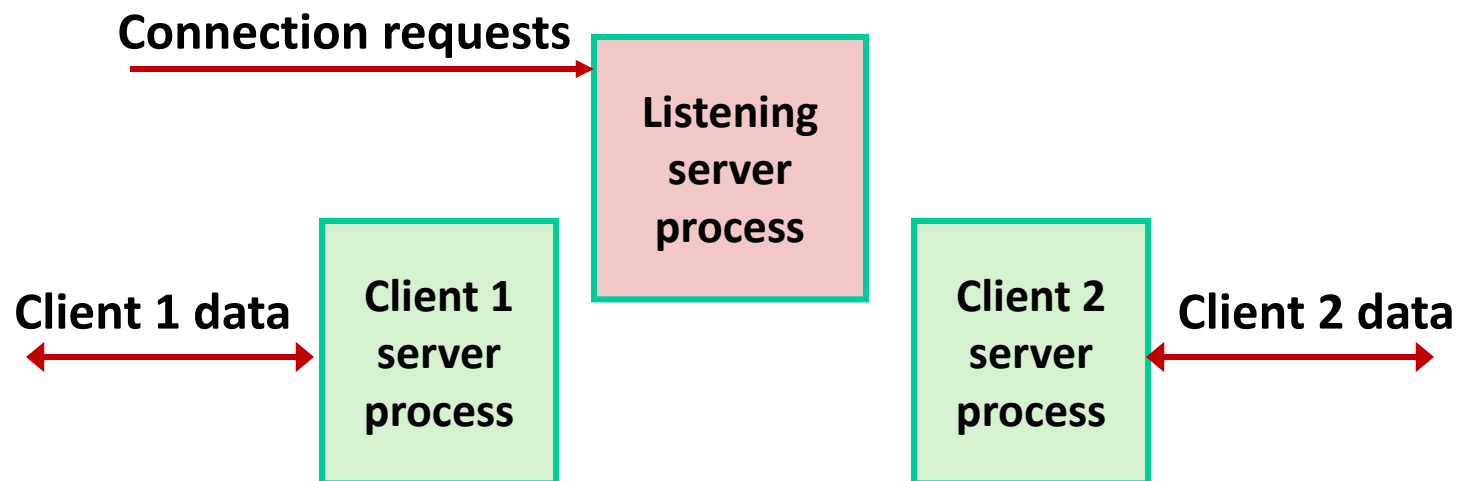 Connection requests
Listening
server
process
Client 1 data
Client 1
server
process
Client 2
server
process
Client 2 data